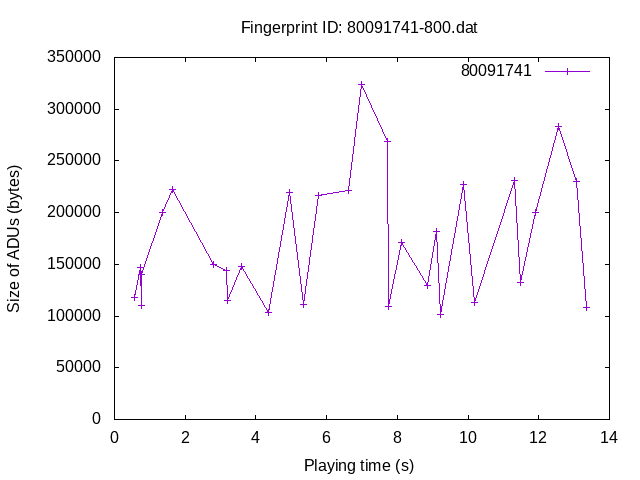 Fingerprint ID: 80091741-800.dat
80091741
350000
300000
250000
200000
150000
100000
50000
0
Size of ADUs (bytes)
0 2 4 6 8 10 12 14
Playing time (s)